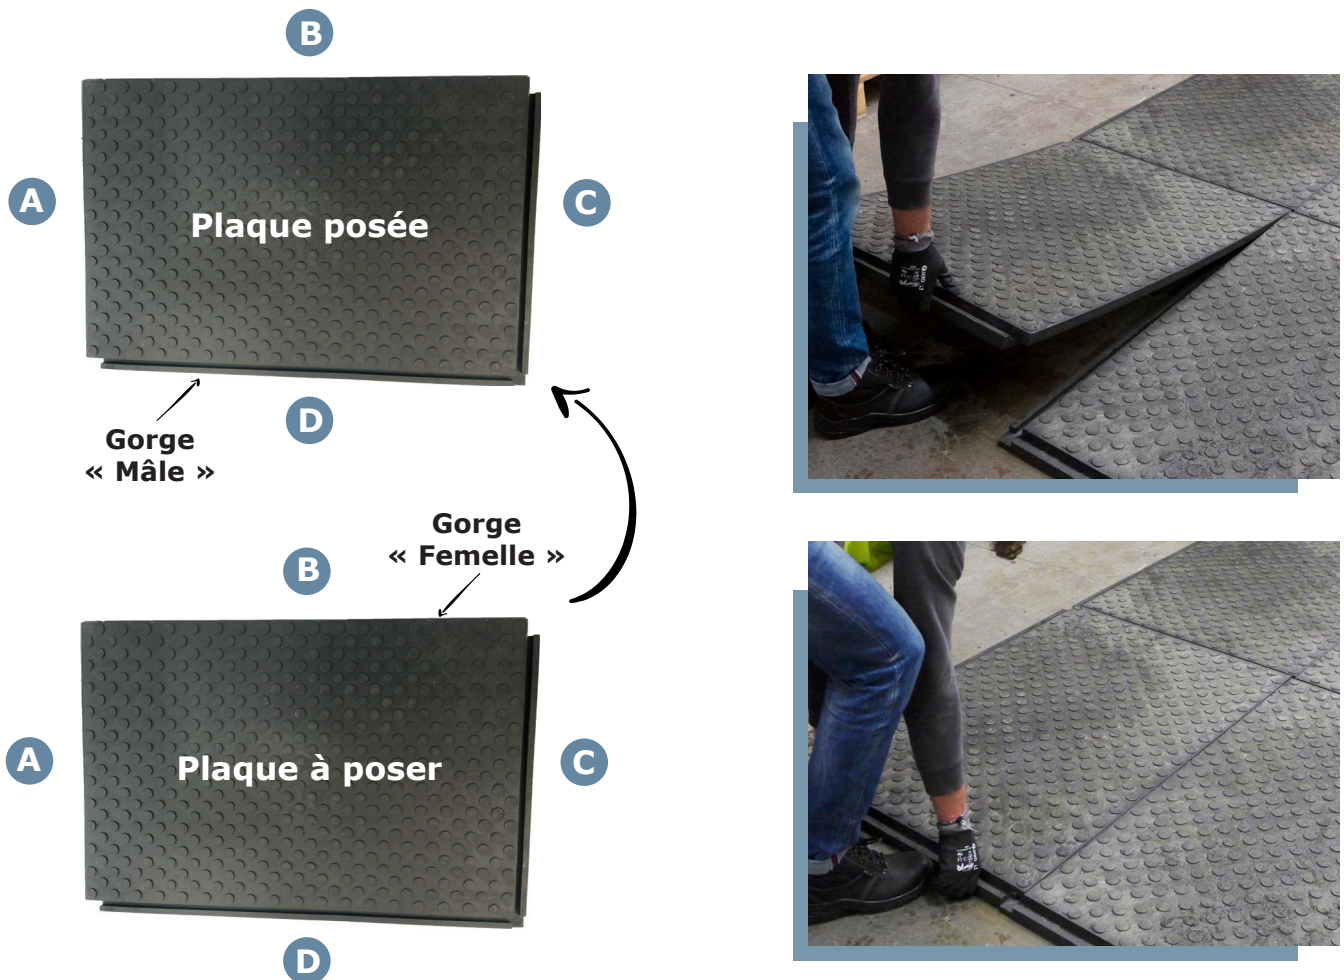 B
A
Plaque posée
C
D
Gorge
« Mâle »
Gorge
« Femelle »
B
A
Plaque à poser
C
D